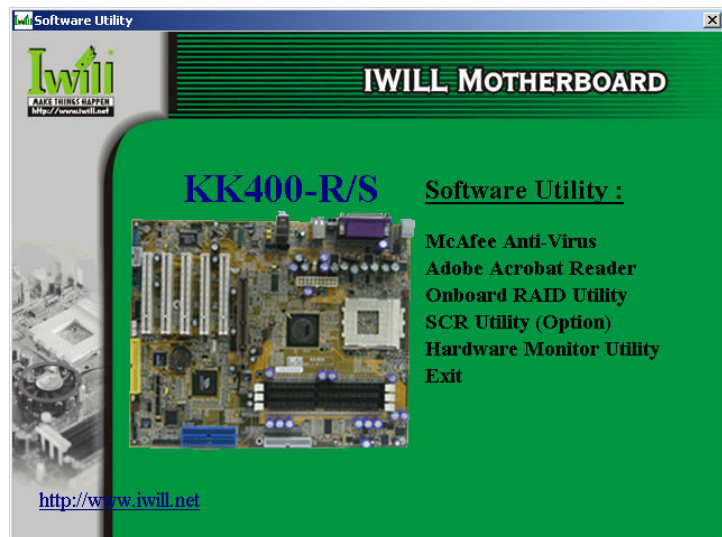 Software Utility
Iwill
MAKE THINGS HAPPEN
http://www.iwill.net
IWILL MOTHERBOARD
KK400-R/S
Software Utility :
McAfee Anti-Virus
Adobe Acrobat Reader
Onboard RAID Utility
SCR Utility (Option)
Hardware Monitor Utility
Exit
http://www.iwill.net